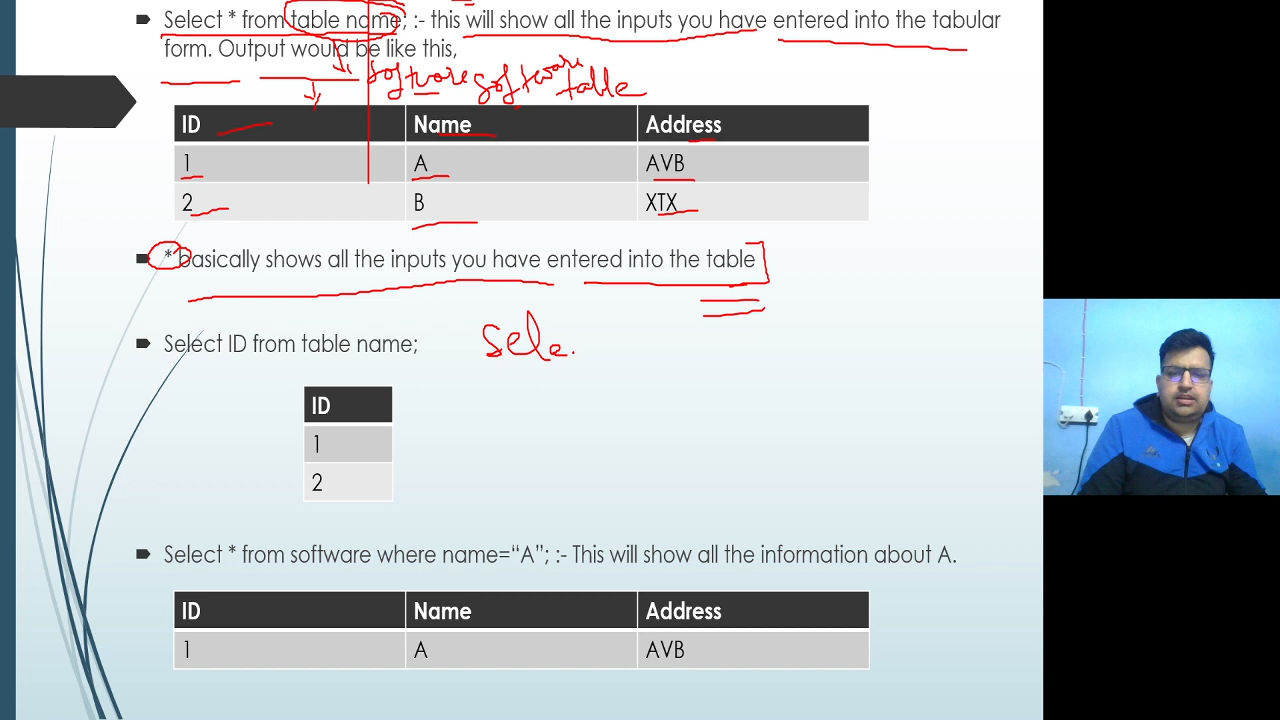 Select * from table name; :- this will show all the inputs you have entered into the tabular
form. Output would be like this,
software software
table
ID Name Address
1 A AVB
2 B XTX
* basically shows all the inputs you have entered into the table
Select ID from table name; sele
ID
1
2
Select * from software where name=“A”; :- This will show all the information about A.
ID Name Address
1 A AVB